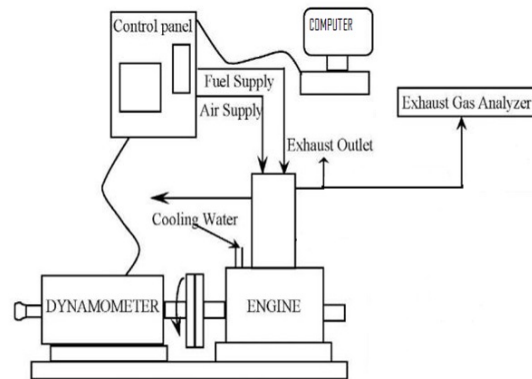 Control panel
COMPUTER
Fuel Supply
Air Supply
Exhaust Gas Analyzer
Exhaust Outlet
Cooling Water
DYNAMOMETER
ENGINE